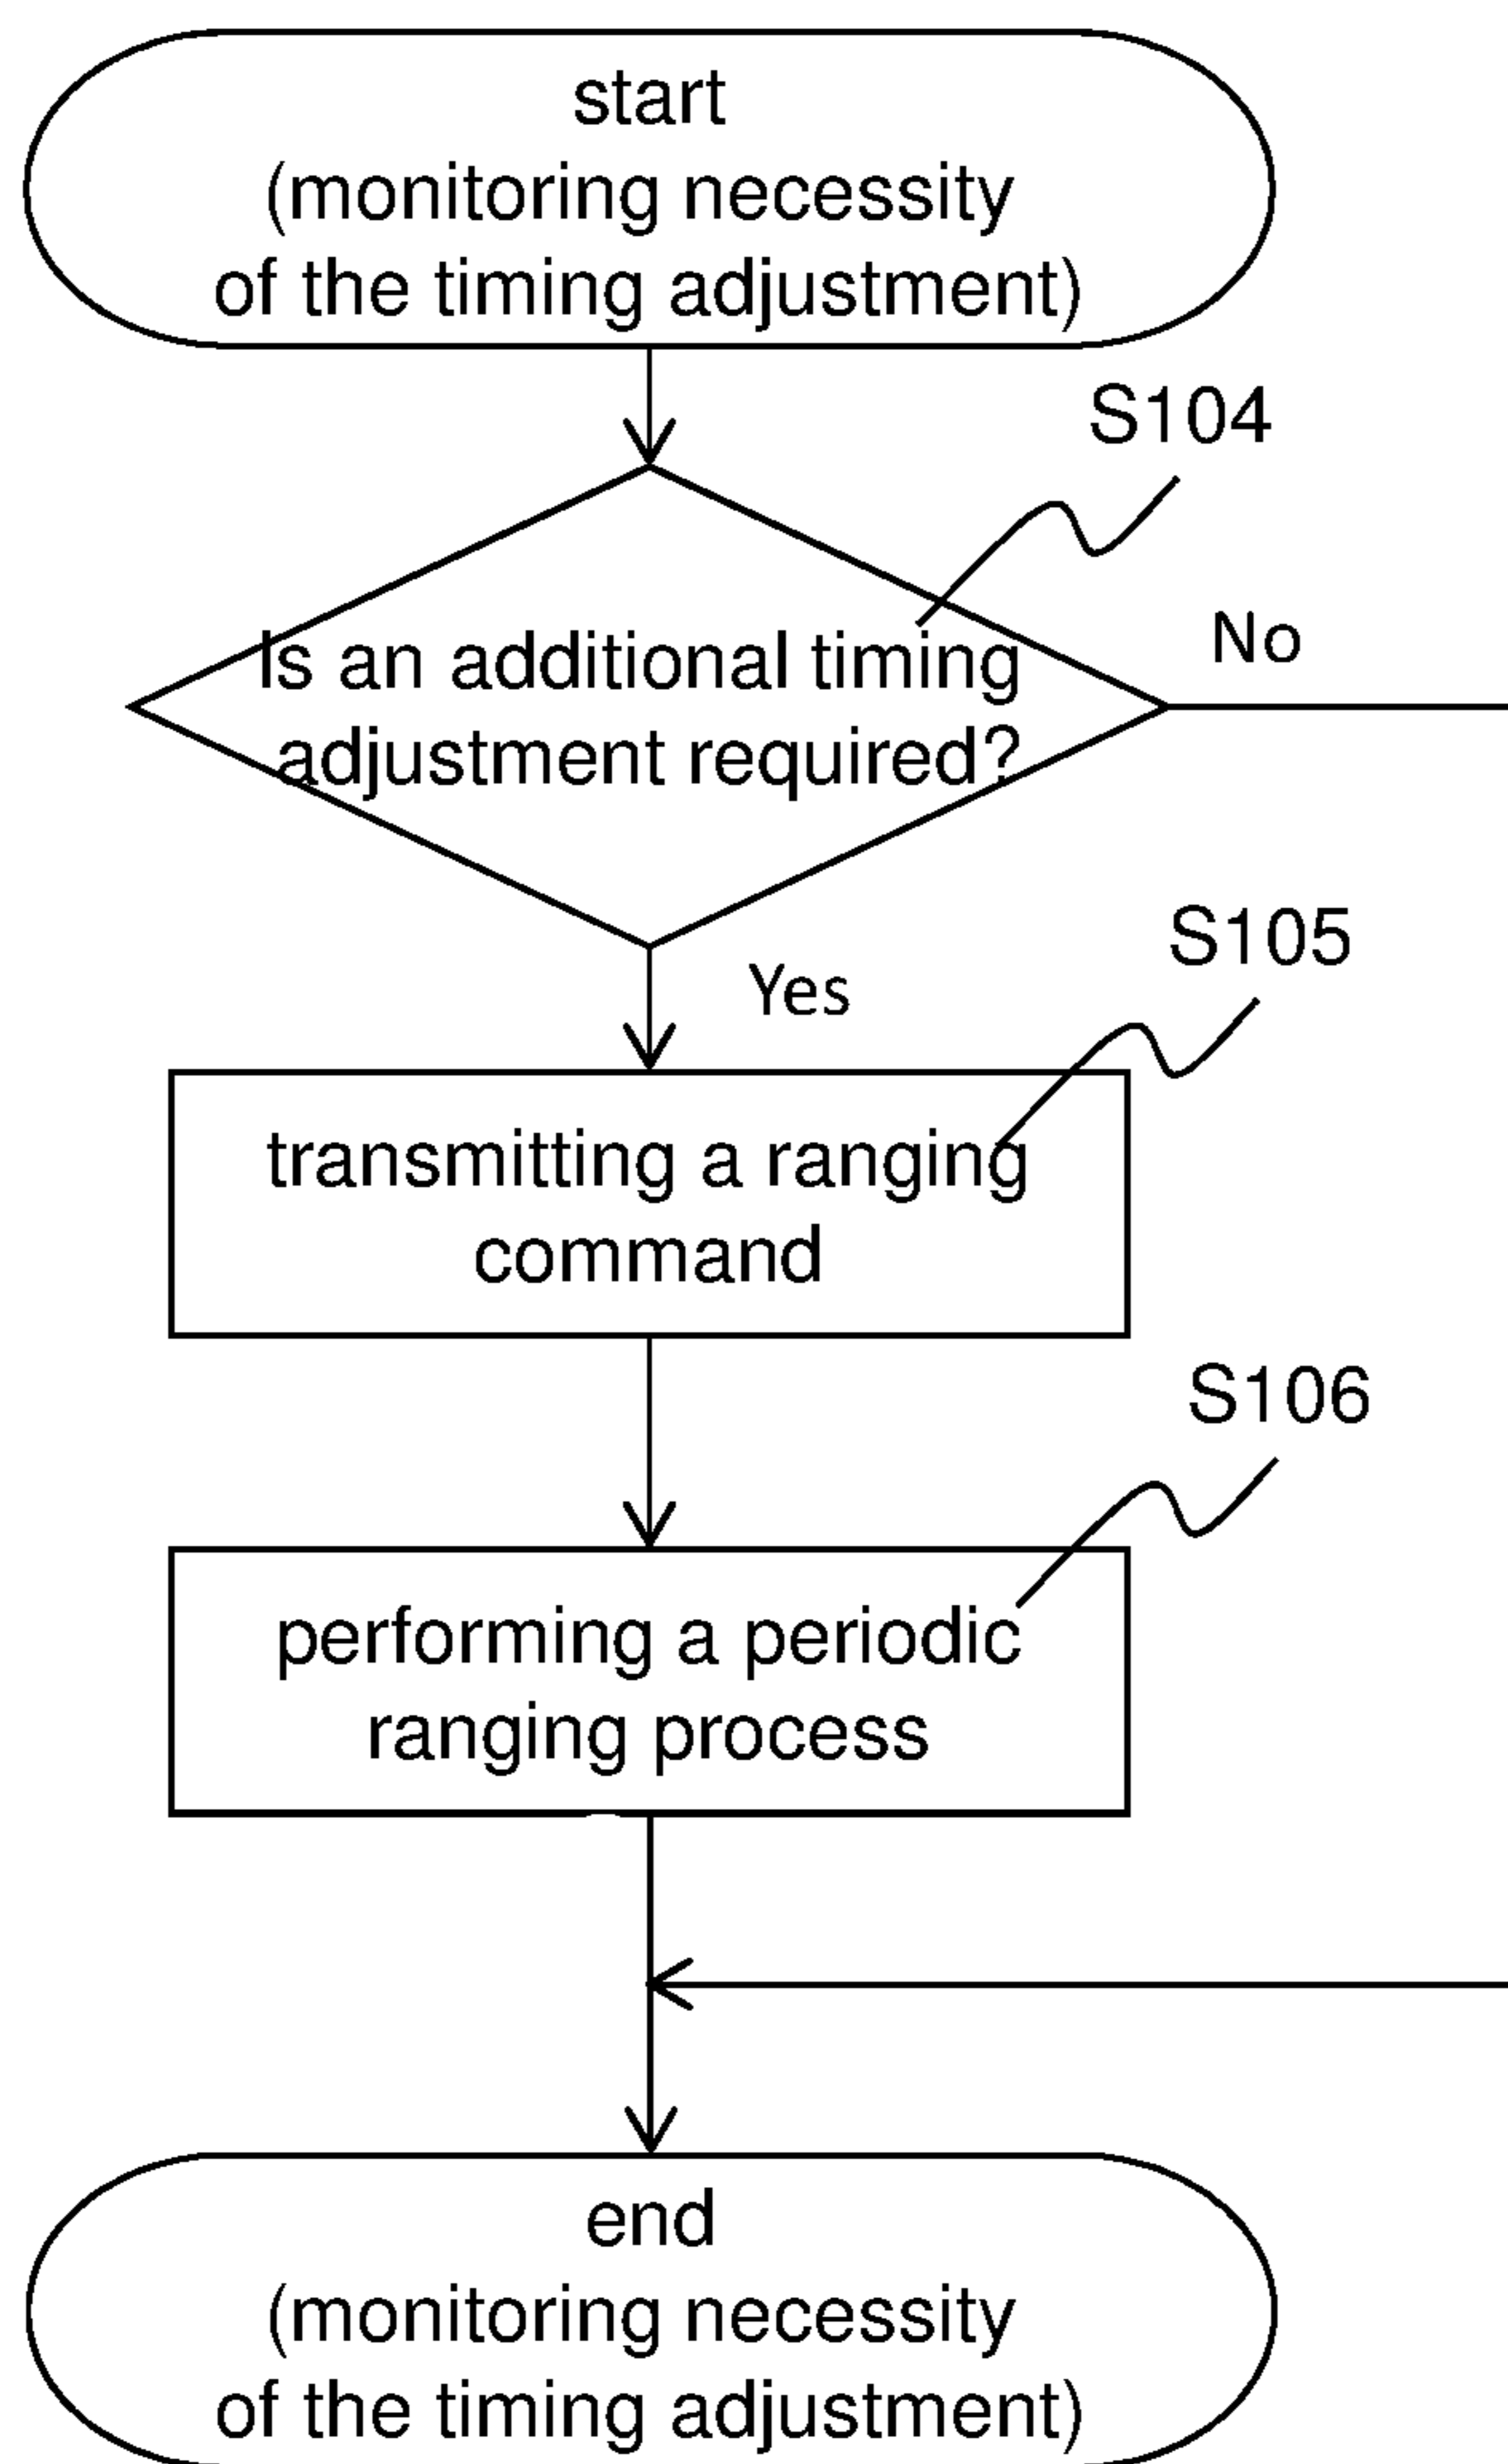 start
(monitoring necessity
of the timing adjustment)
S104
Is an additional timing
adjustment required?
No
Yes
S105
transmitting a ranging
command
S106
performing a periodic
ranging process
end
(monitoring necessity
of the timing adjustment)